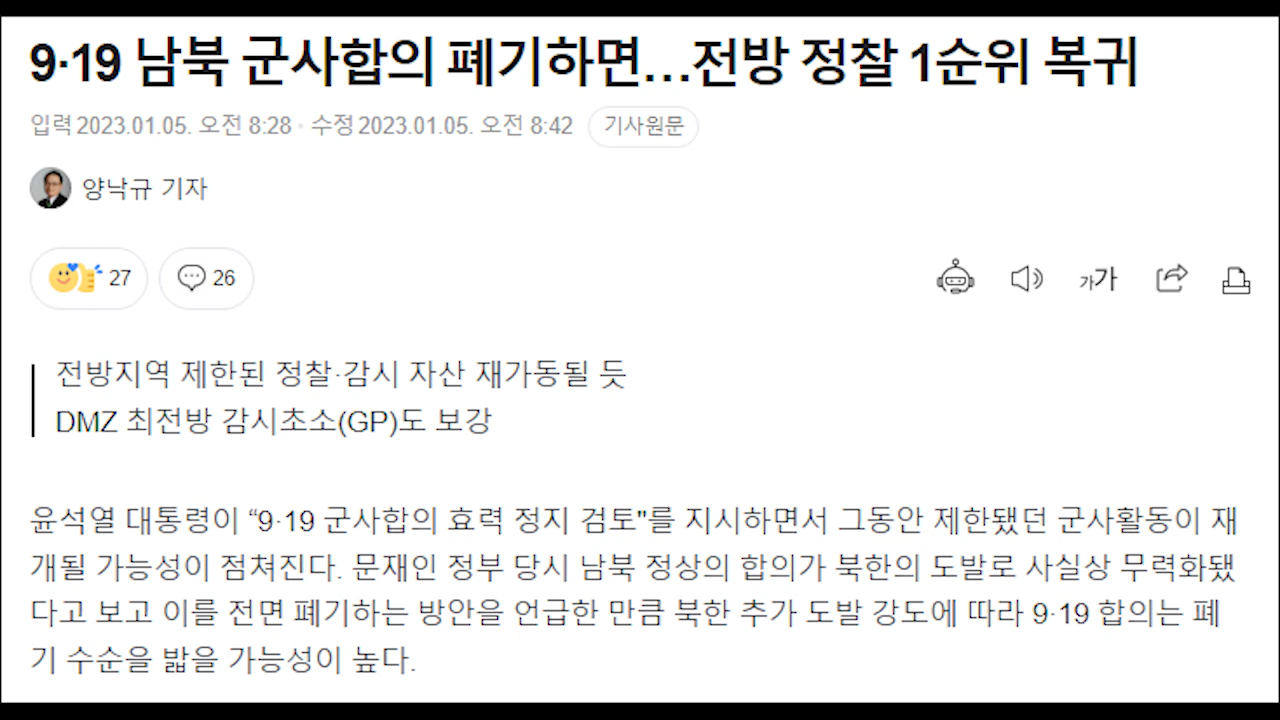 9·19 남북 군사합의 폐기하면…전방 정찰 1순위 복귀
입력 2023.01.05. 오전 8:28 · 수정 2023.01.05. 오전 8:42 기사원문
양낙규 기자
27 26 가가
전방지역 제한된 정찰·감시 자산 재가동될 듯
DMZ 최전방 감시초소(GP)도 보강
윤석열 대통령이 “9·19 군사합의 효력 정지 검토"를 지시하면서 그동안 제한됐던 군사활동이 재
개될 가능성이 점쳐진다. 문재인 정부 당시 남북 정상의 합의가 북한의 도발로 사실상 무력화됐
다고 보고 이를 전면 폐기하는 방안을 언급한 만큼 북한 추가 도발 강도에 따라 9·19 합의는 폐
기 수순을 밟을 가능성이 높다.